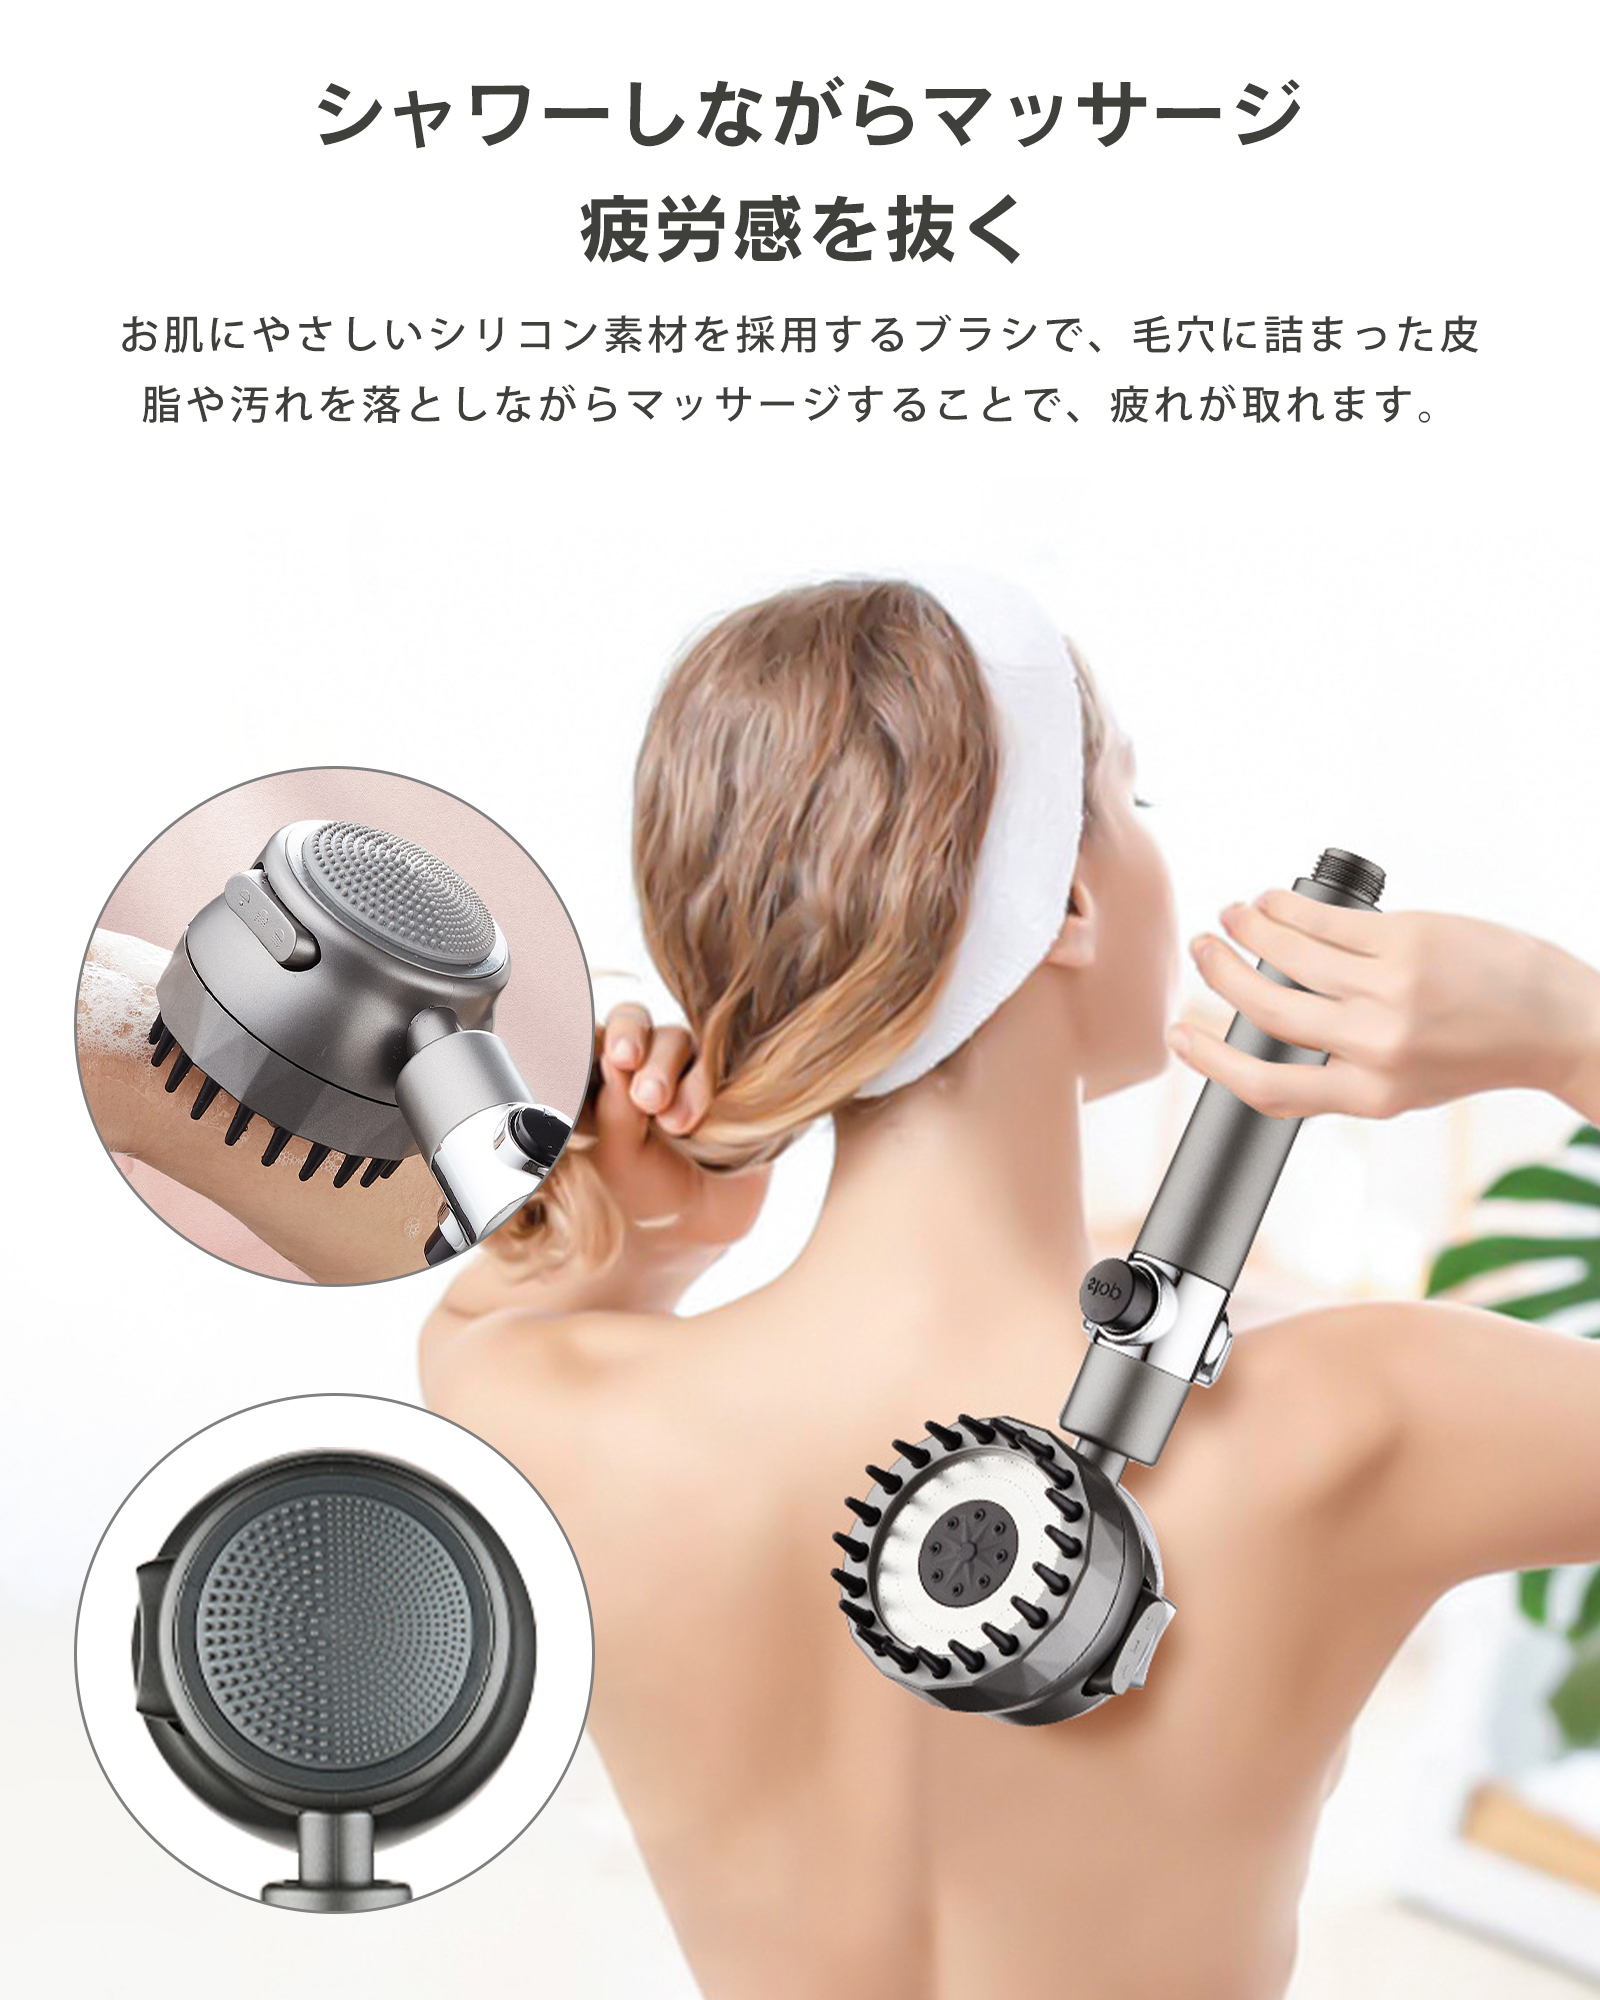 シャワーしながらマッサージ
疲労感を抜く
お肌にやさしいシリコン素材を採用するブラシで、毛穴に詰まった皮
脂や汚れを落としながらマッサージすることで、疲れが取れます。
stop